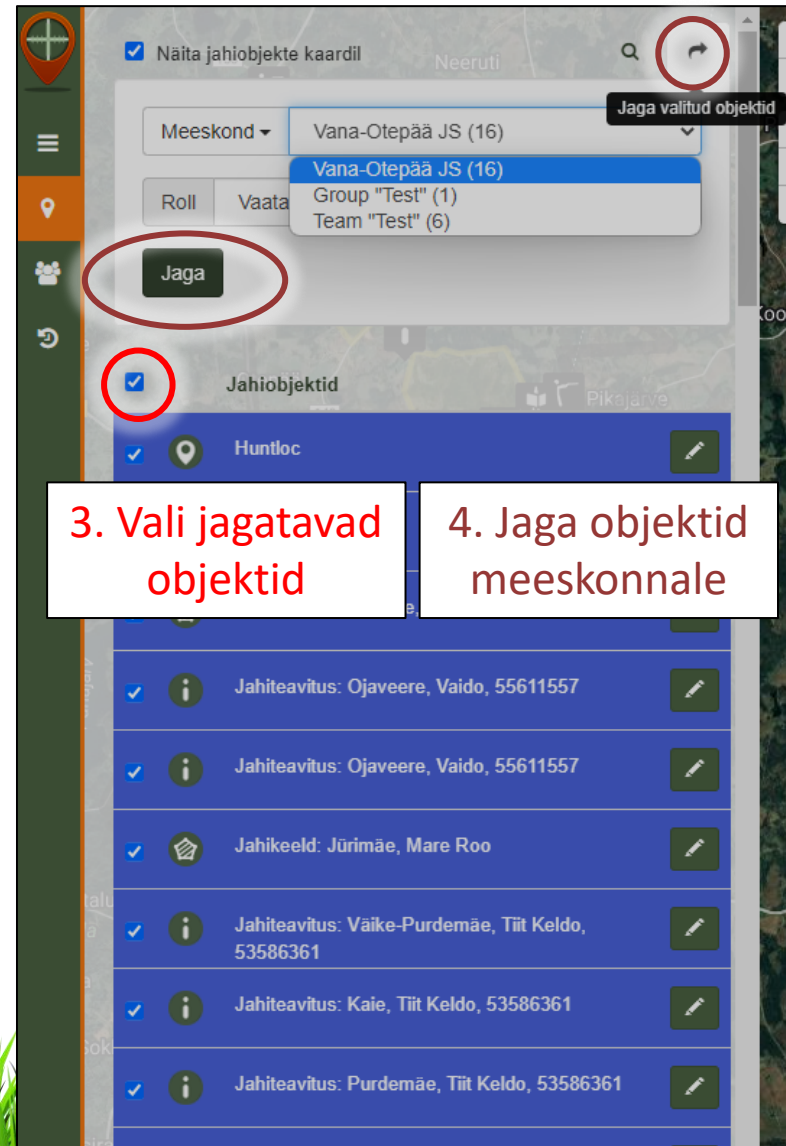 Näita jahiobjekte kaardil
Neeruti
Jaga valitud objektid
Meeskond
Vana-Otepää JS (16)
Vana-Otepää JS (16)
Group "Test" (1)
Team "Test" (6)
Roll
Vaata
Jaga
Jahiobjektid
Pikajärve
Huntloc
3. Vali jagatavad
objektid
4. Jaga objektid
meeskonnale
Jahiteavitus: Ojaveere, Vaido, 55611557
Jahiteavitus: Ojaveere, Vaido, 55611557
Jahikeeld: Jürimäe, Mare Roo
Jahiteavitus: Väike-Purdemäe, Tiit Keldo,
53586361
Jahiteavitus: Kaie, Tiit Keldo, 53586361
Jahiteavitus: Purdemäe, Tiit Keldo, 53586361